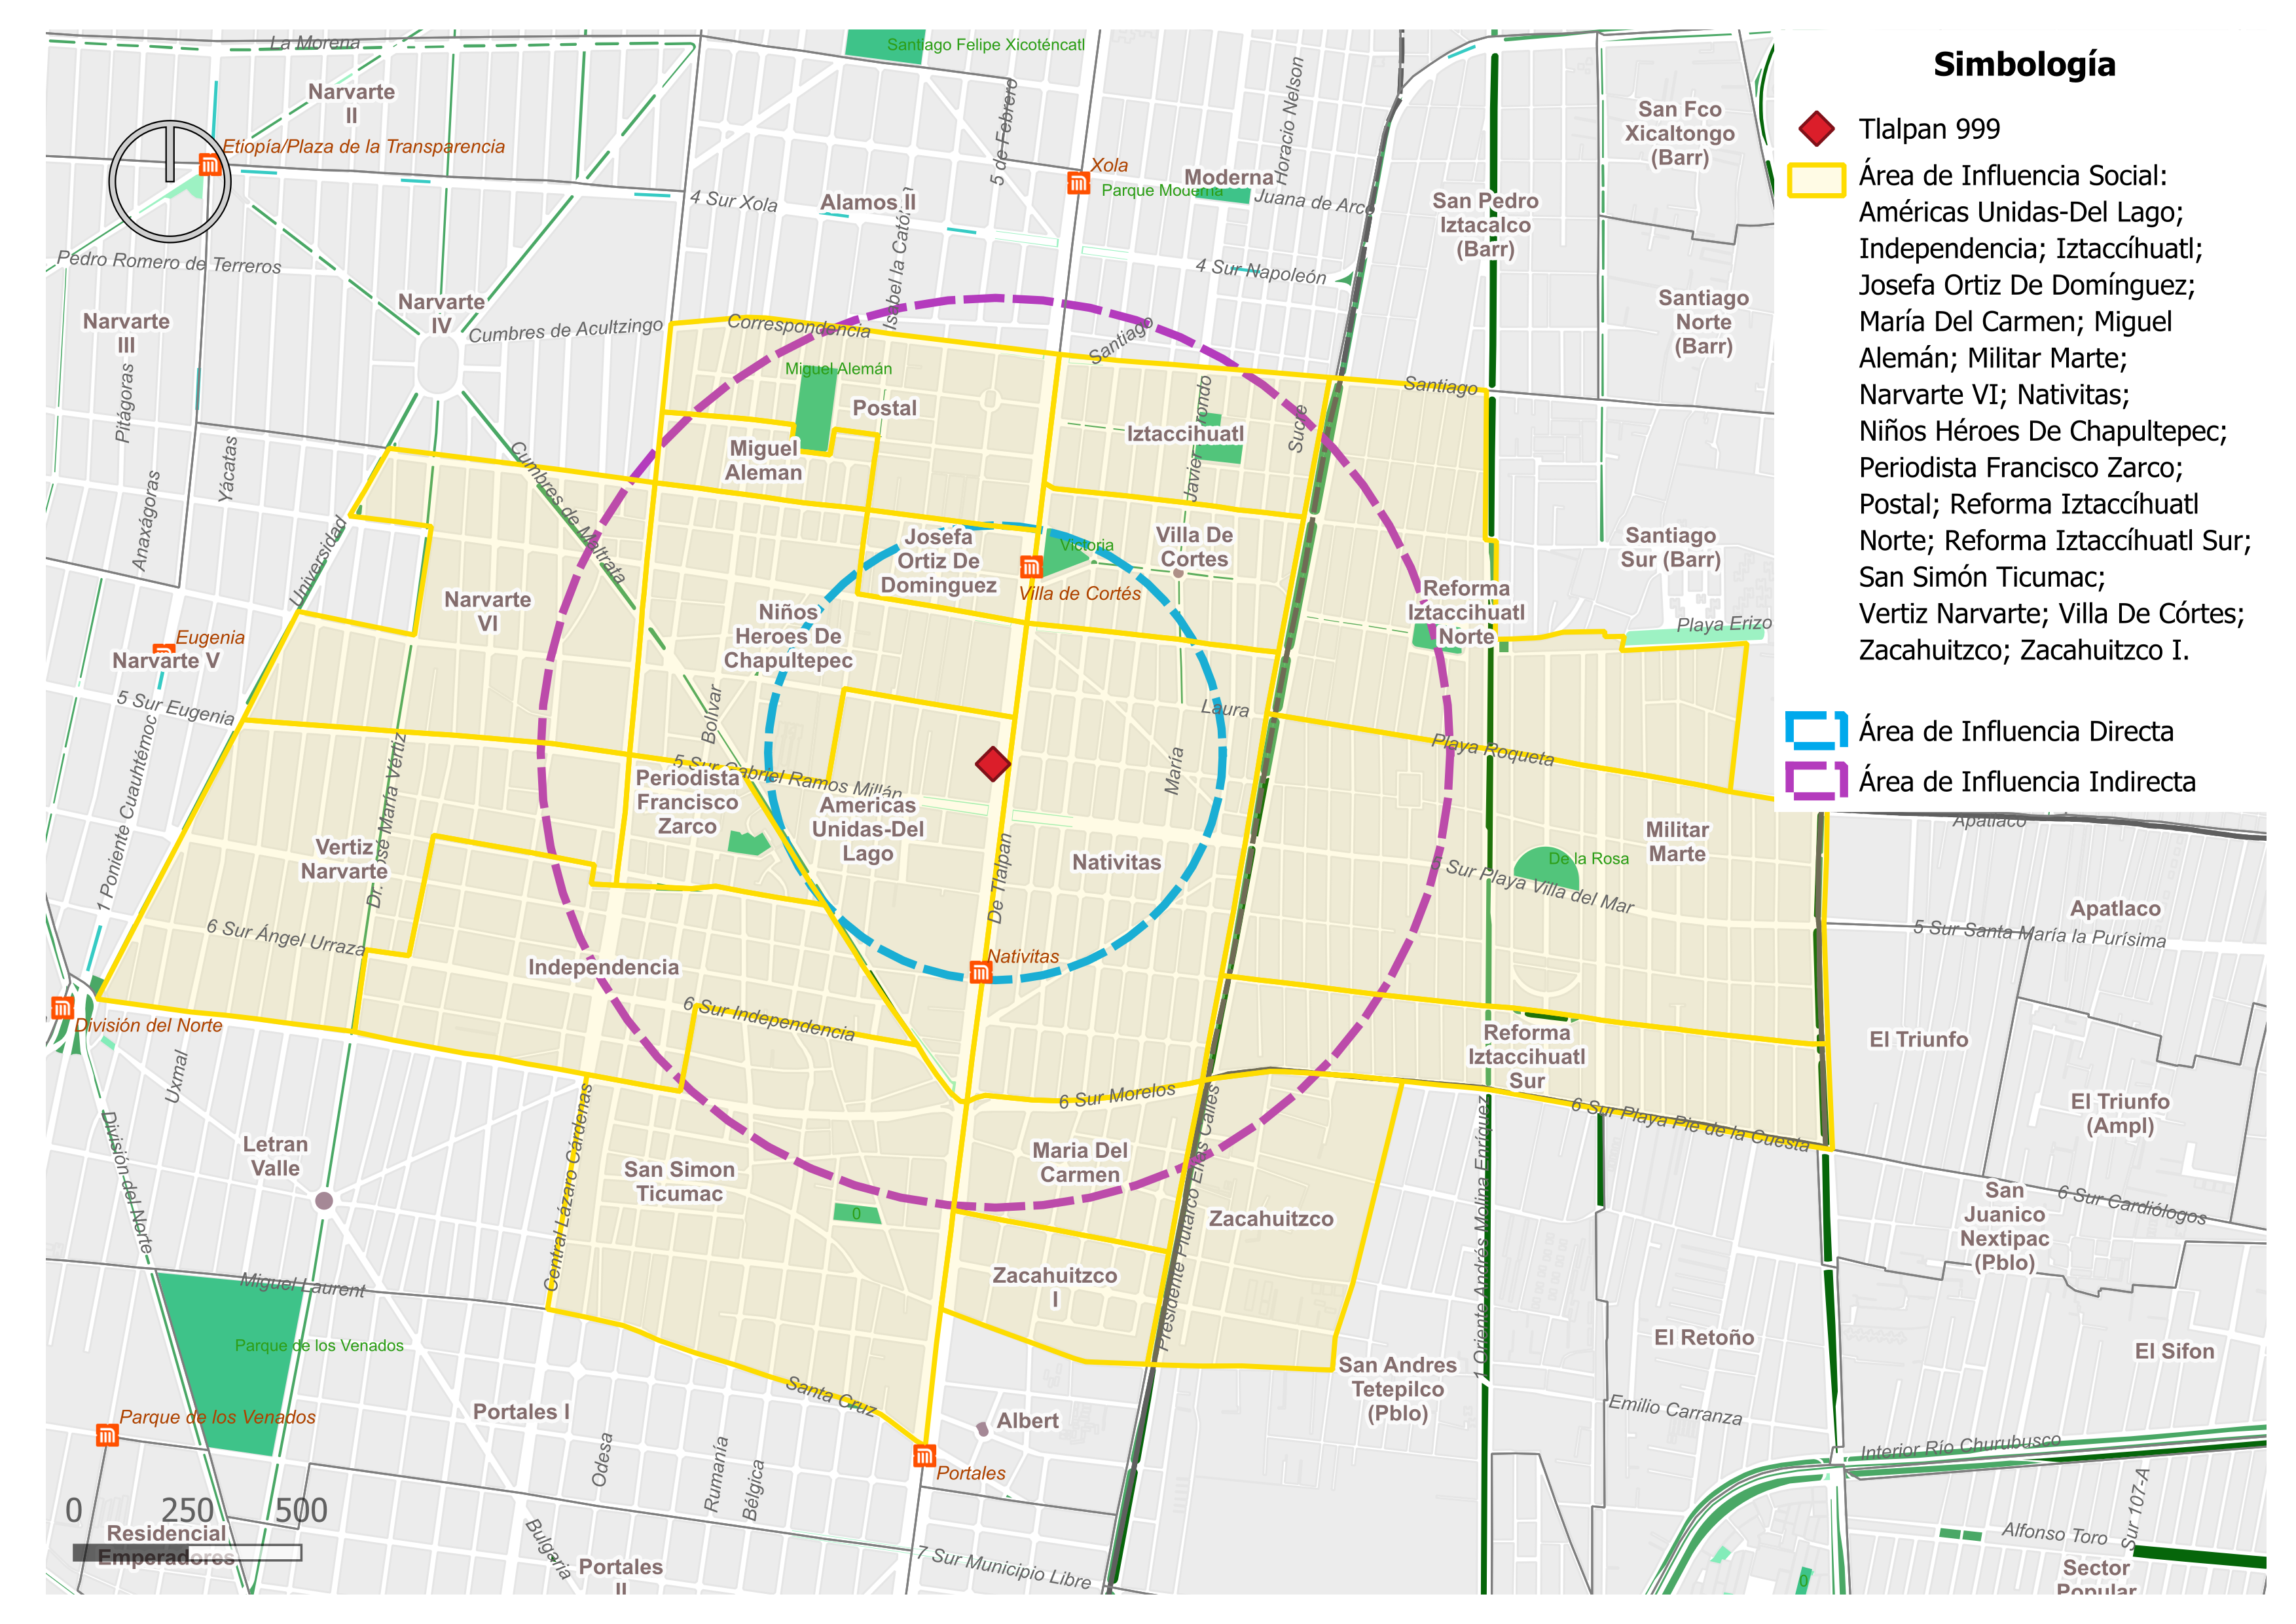 La Morena
Santiago Felipe Xicoténcatl
Narvarte
II
Etiopía/Plaza de la Transparencia
5 de Febrero
Horacio Nelson
Xola
Moderna
Parque Moderna
Juana de Arco
San Fco
Xicaltongo
(Barr)
4 Sur Xola
Alamos II
Isabel la Católica
San Pedro
Iztacalco
(Barr)
Pedro Romero de Terreros
4 Sur Napoleón
Narvarte
III
Narvarte
IV
Cumbres de Acultzingo
Correspondencia
Santiago
Santiago
Santiago
Norte
(Barr)
Pitágoras
Miguel Alemán
Postal
Miguel
Aleman
Iztaccihuatl
Sucre
Yácatas
Anaxágoras
Cumbres de Maltrata
Universidad
Josefa
Ortiz De
Dominguez
Victoria
Villa De
Cortes
Santiago
Sur (Barr)
Villa de Cortés
Narvarte
VI
Niños
Heroes De
Chapultepec
Reforma
Iztaccihuatl
Norte
Playa Erizo
Eugenia
Narvarte V
5 Sur Eugenia
Bolívar
Laura
María
Playa Roqueta
1 Poniente Cuauhtémoc
Dr. José María Vértiz
5 Sur Gabriel Ramos Millán
Periodista
Francisco
Zarco
Americas
Unidas-Del
Lago
Nativitas
De Tlalpan
Vertiz
Narvarte
Militar
Marte
De la Rosa
5 Sur Playa Villa del Mar
Apatlaco
Apatlaco
5 Sur Santa María la Purísima
6 Sur Ángel Urraza
Independencia
Nativitas
6 Sur Independencia
División del Norte
Uxmal
Reforma
Iztaccihuatl
Sur
El Triunfo
El Triunfo
(Ampl)
6 Sur Morelos
6 Sur Playa Pie de la Cuesta
División del Norte
Letran
Valle
Central Lázaro Cárdenas
San Simon
Ticumac
0
Maria Del
Carmen
Presidente Plutarco Elías Calles
Zacahuitzco
1 Oriente Andrés Molina Enríquez
San
Juanico
Nextipac
(Pblo)
6 Sur Cardiólogos
Miguel Laurent
Zacahuitzco
I
Parque de los Venados
El Retoño
El Sifon
San Andres
Tetepilco
(Pblo)
Santa Cruz
Parque de los Venados
Portales I
Albert
Emilio Carranza
Odesa
Rumanía
Bélgica
Portales
Interior Río Churubusco
Sur 107-A
0 250 500
Residencial
Emperadores
Bulgaria
Portales
II
7 Sur Municipio Libre
Alfonso Toro
Sector
Popular
0
Simbología
Tlalpan 999
Área de Influencia Social:
Américas Unidas-Del Lago;
Independencia; Iztaccíhuatl;
Josefa Ortiz De Domínguez;
María Del Carmen; Miguel
Alemán; Militar Marte;
Narvarte VI; Nativitas;
Niños Héroes De Chapultepec;
Periodista Francisco Zarco;
Postal; Reforma Iztaccíhuatl
Norte; Reforma Iztaccíhuatl Sur;
San Simón Ticumac;
Vertiz Narvarte; Villa De Córtes;
Zacahuitzco; Zacahuitzco I.
Área de Influencia Directa
Área de Influencia Indirecta